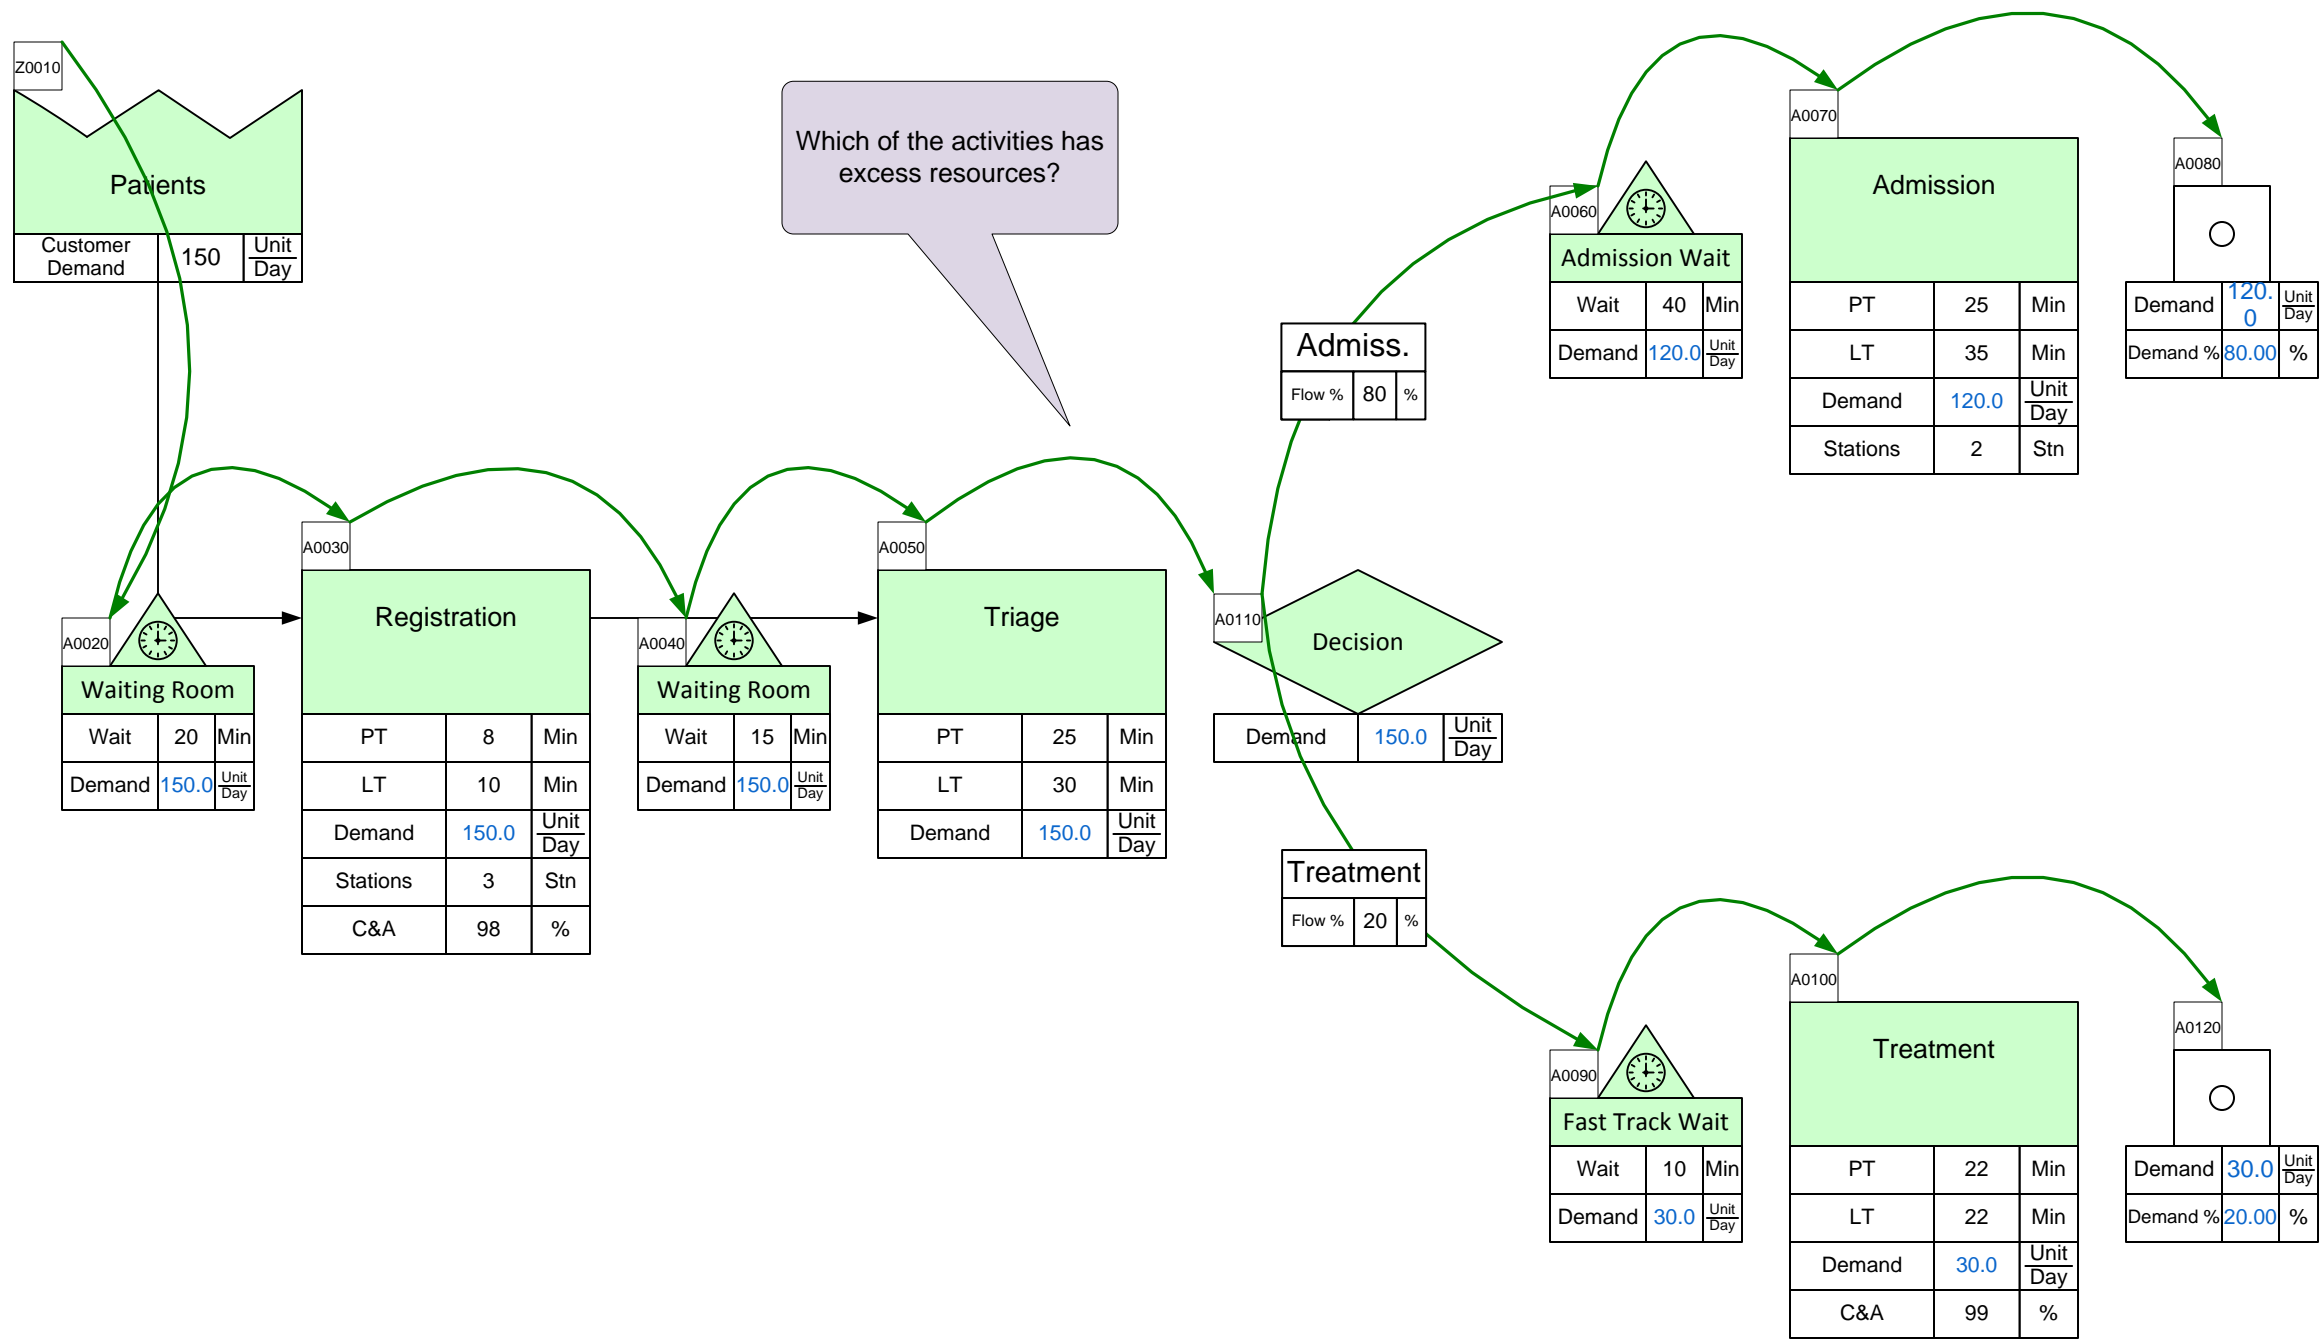 Z0010
Patients
Customer Demand 150 Unit Day
Which of the activities has
excess resources?
A0020
Waiting Room
Wait 20 Min
Demand 150.0 Unit Day
A0030
Registration
PT 8 Min
LT 10 Min
Demand 150.0 Unit Day
Stations 3 Stn
C&A 98 %
A0040
Waiting Room
Wait 15 Min
Demand 150.0 Unit Day
A0050
Triage
PT 25 Min
LT 30 Min
Demand 150.0 Unit Day
A0110
Decision
Demand 150.0 Unit Day
Admiss.
Flow % 80 %
A0060
Admission Wait
Wait 40 Min
Demand 120.0 Unit Day
A0070
Admission
PT 25 Min
LT 35 Min
Demand 120.0 Unit Day
Stations 2 Stn
A0080
Demand 120.0 Unit Day
Demand % 80.00 %
Treatment
Flow % 20 %
A0090
Fast Track Wait
Wait 10 Min
Demand 30.0 Unit Day
A0100
Treatment
PT 22 Min
LT 22 Min
Demand 30.0 Unit Day
C&A 99 %
A0120
Demand 30.0 Unit Day
Demand % 20.00 %